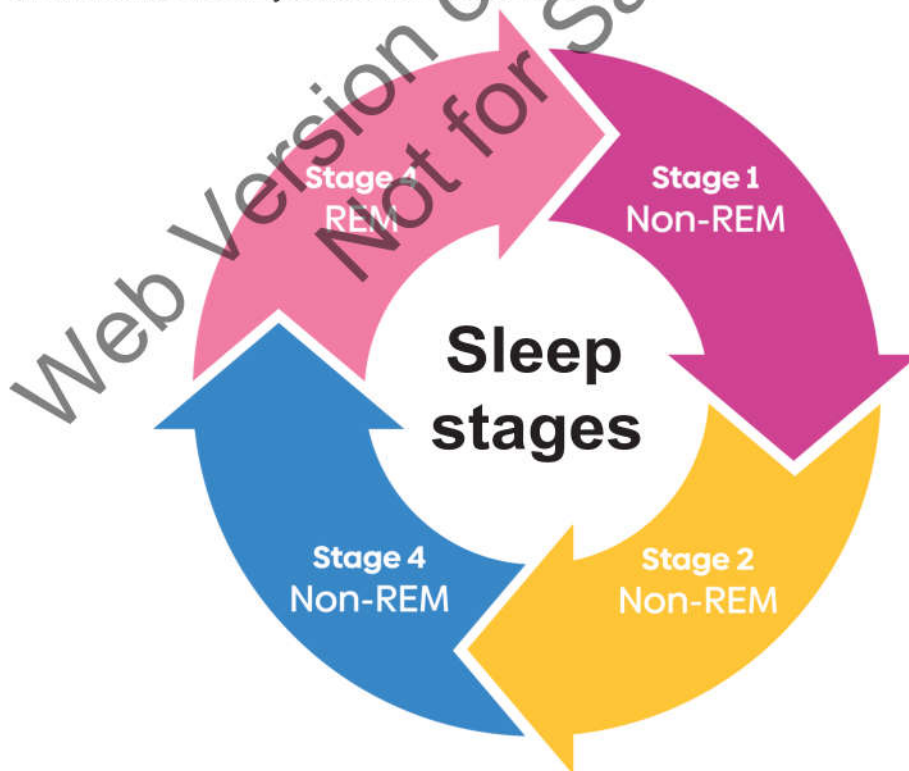 Web Version
Not for
Stage 4
REM
Stage 1
Non-REM
Sleep
stages
Stage 4
Non-REM
Stage 2
Non-REM